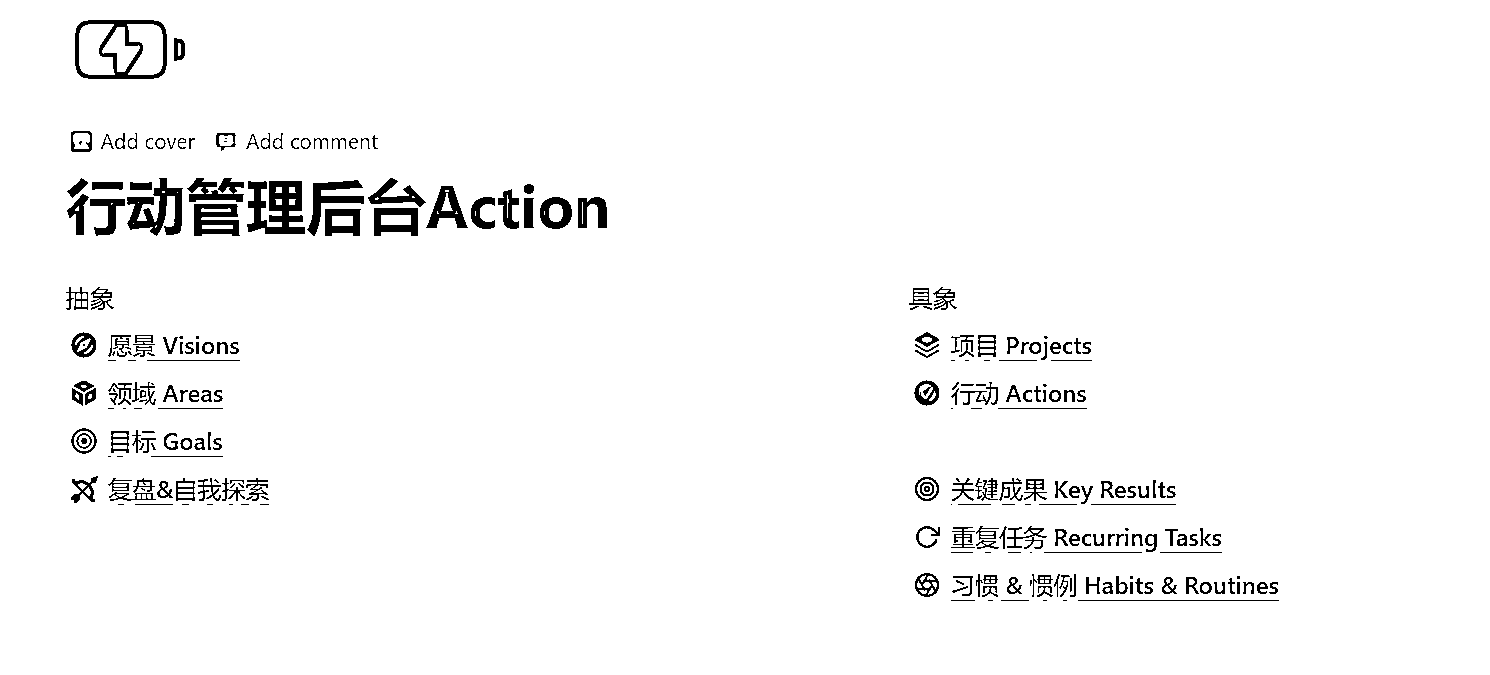 Add cover Add comment
行动管理后台Action
抽象
愿景 Visions
领域 Areas
目标 Goals
复盘&自我探索
具象
项目 Projects
行动 Actions
关键成果 Key Results
重复任务 Recurring Tasks
习惯 & 惯例 Habits & Routines